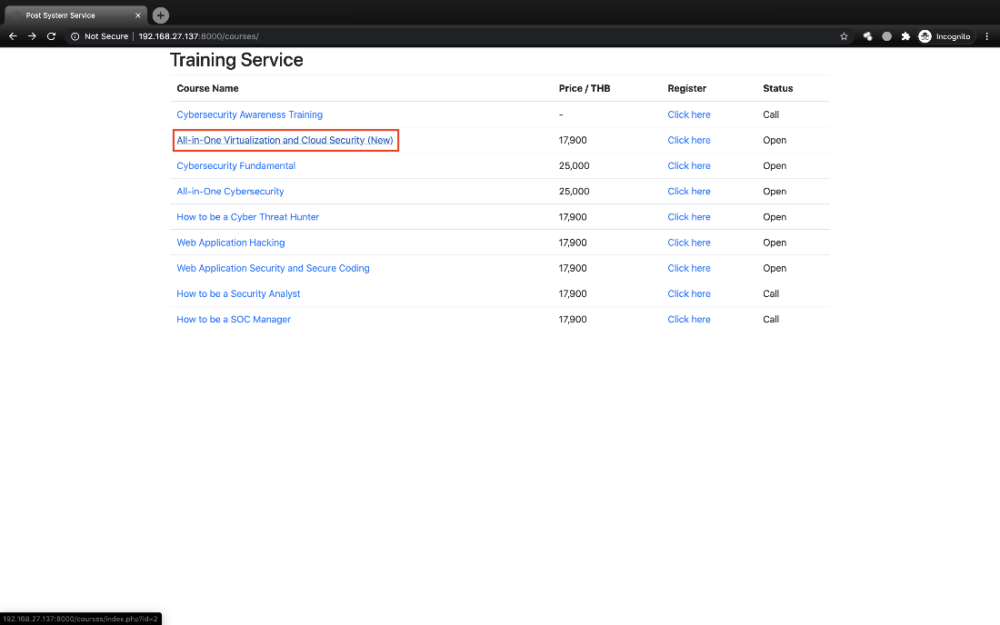 Post System Service
Not Secure | 192.168.27.137:8000/courses/ Incognito
Training Service
Course Name Price / THB Register Status
Cybersecurity Awareness Training - Click here Call
All-in-One Virtualization and Cloud Security (New) 17,900 Click here Open
Cybersecurity Fundamental 25,000 Click here Open
All-in-One Cybersecurity 25,000 Click here Open
How to be a Cyber Threat Hunter 17,900 Click here Open
Web Application Hacking 17,900 Click here Open
Web Application Security and Secure Coding 17,900 Click here Open
How to be a Security Analyst 17,900 Click here Call
How to be a SOC Manager 17,900 Click here Call
192.168.27.137:8000/courses/index.php?id=2